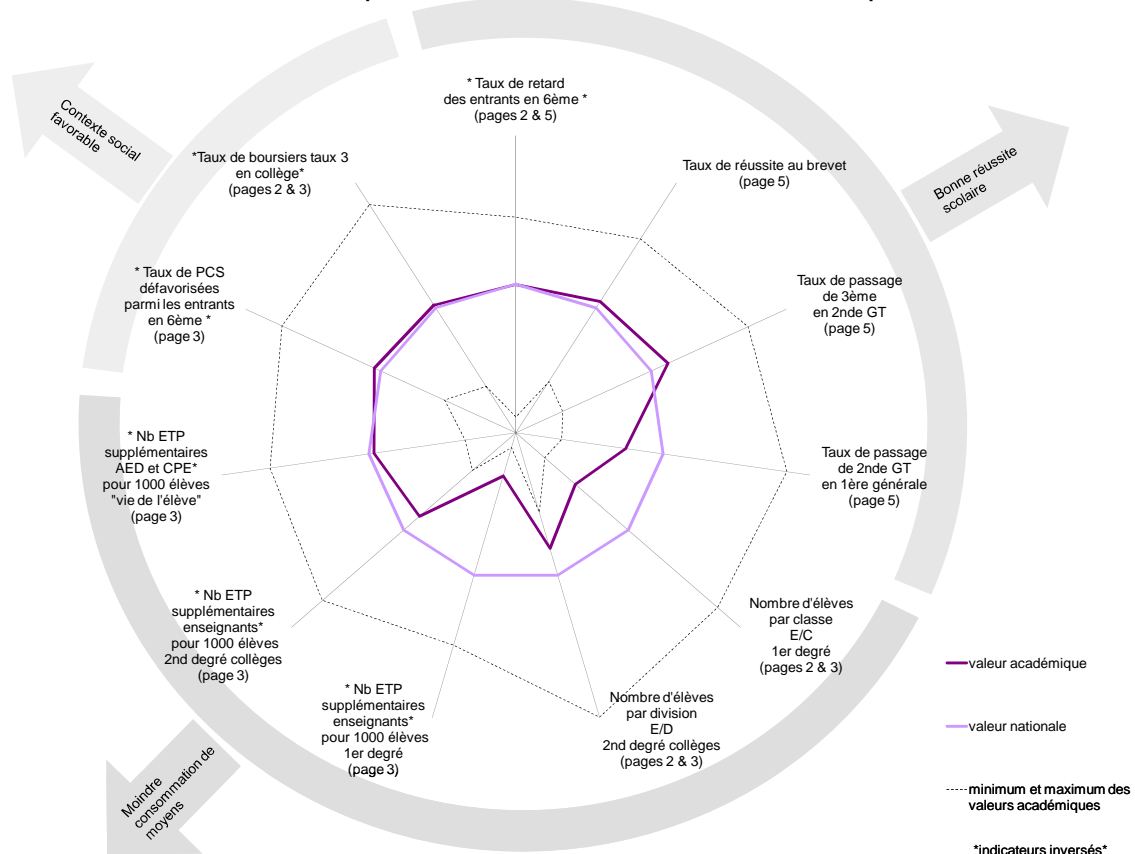 * Taux de retard
des entrants en 6ème *
(pages 2 & 5)
Taux de réussite au brevet
(page 5)
Taux de passage
de 3ème
en 2nde GT
(page 5)
Taux de passage
de 2nde GT
en 1ère générale
(page 5)
Nombre d'élèves
par classe
E/C
1er degré
(pages 2 & 3)
Nombre d'élèves
par division
E/D
2nd degré collèges
(pages 2 & 3)
* Nb ETP
supplémentaires
enseignants*
pour 1000 élèves
1er degré
(page 3)
* Nb ETP
supplémentaires
enseignants*
pour 1000 élèves
2nd degré collèges
(page 3)
* Nb ETP
supplémentaires
AED et CPE*
pour 1000 élèves
"vie de l'élève"
(page 3)
* Taux de PCS
défavorisées
parmi les entrants
en 6ème *
(page 3)
*Taux de boursiers taux 3
en collège*
(pages 2 & 3)
Contexte social
favorable
Bonne réussite
scolaire
Moindre
consommation de
moyens
valeur académique
valeur nationale
minimum et maximum des
valeurs académiques
*indicateurs inversés*